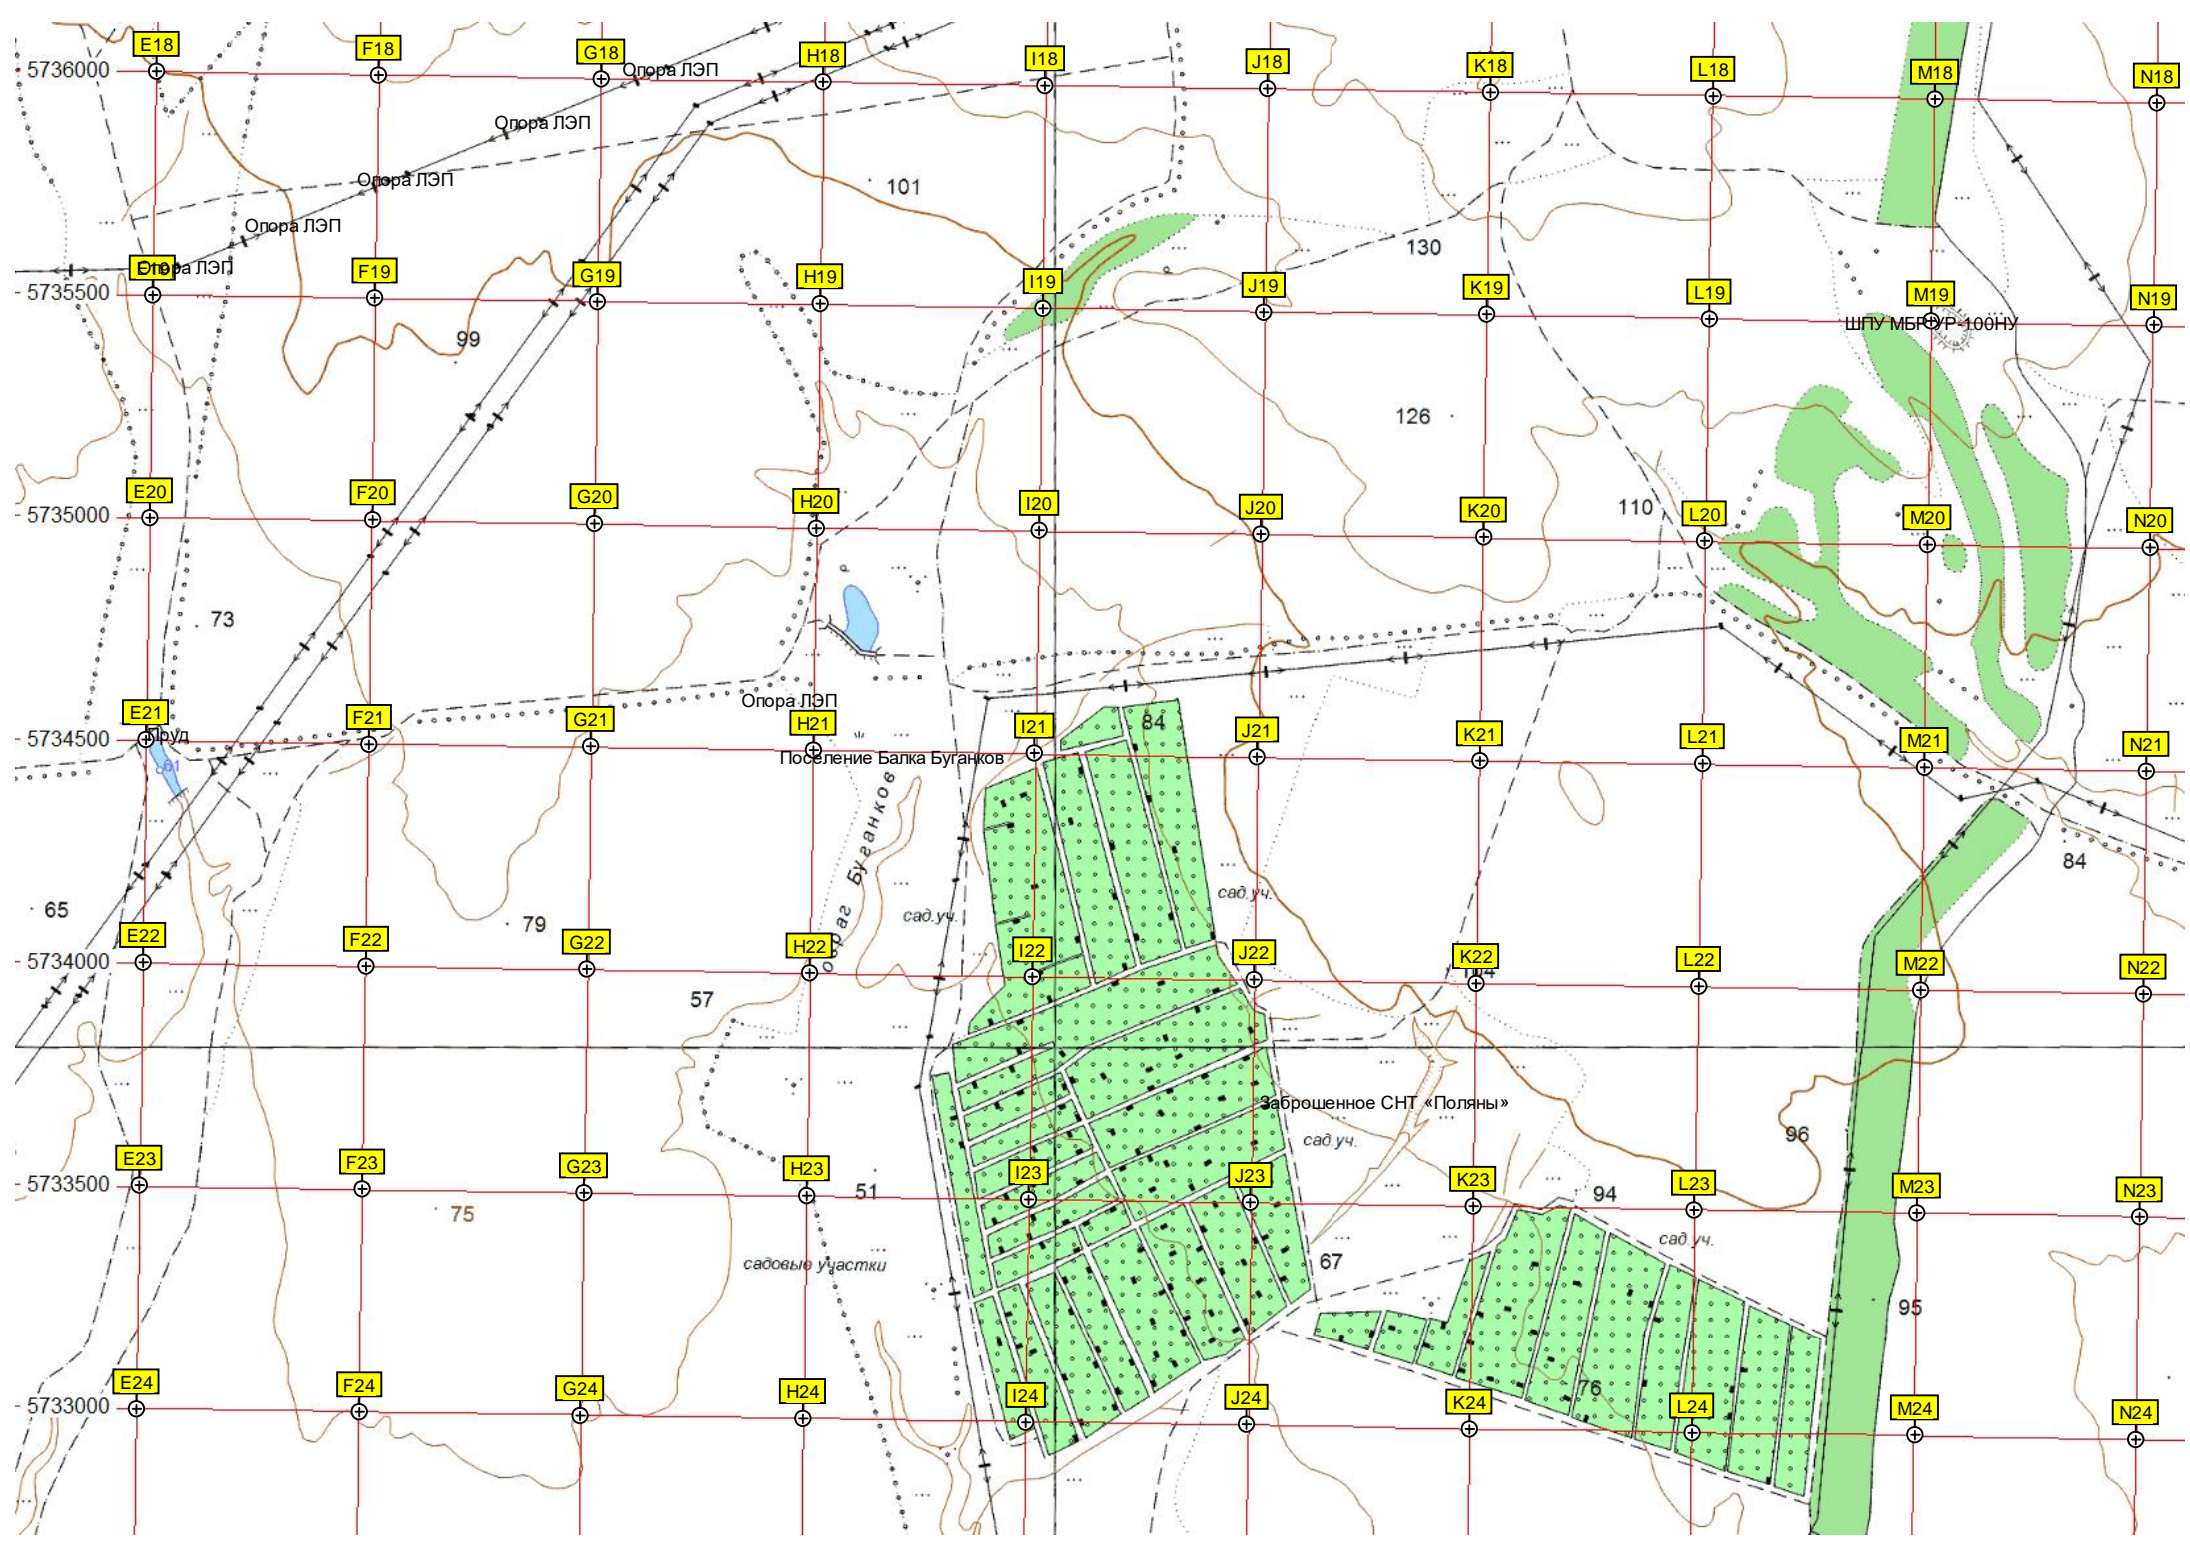 E18 F18 G18 H18 I18 J18 K18 L18 M18 N18
5736000
Опора ЛЭП
Опора ЛЭП
Опора ЛЭП
101
Опора ЛЭП
130
Опора ЛЭП
F19 G19 H19 I19 J19 K19 L19 M19 N19
5735500
ШПУ МБР УР-100НУ
99
126
E20 F20 G20 H20 I20 J20 K20 L20 M20 N20
110
5735000
73
Опора ЛЭП
E21 F21 G21 H21 I21 J21 K21 L21 M21 N21
84
5734500
Пруд
Поселение Балка Буганков
61
овраг Буганков
84
сад.уч.
65
79
сад.уч.
E22 F22 G22 H22 I22 J22 K22 L22 M22 N22
5734000
57
Заброшенное СНТ «Поляны»
96
сад.уч.
E23 F23 G23 H23 I23 J23 K23 L23 M23 N23
5733500
51
94
75
сад.уч.
садовые участки
67
95
E24 F24 G24 H24 I24 J24 K24 L24 M24 N24
76
5733000